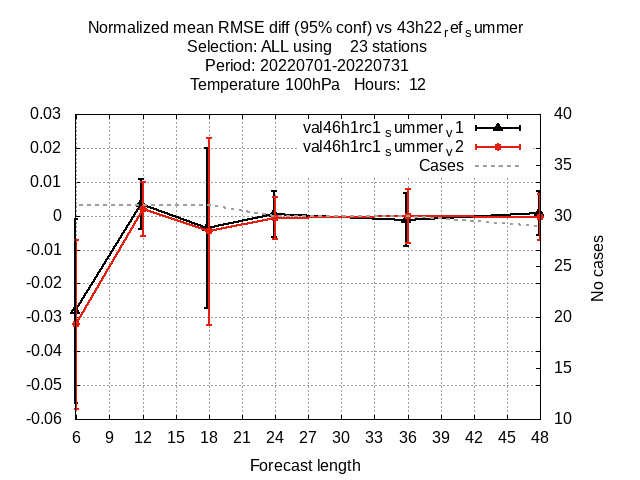 Normalized mean RMSE diff (95% conf) vs 43h22refsummer
Selection: ALL using 23 stations
Period: 20220701-20220731
Temperature 100hPa Hours: 12
0.03 40
val46h1rc1summerv1
val46h1rc1summerv2
Cases
0.02
35
0.01
0 30
-0.01
25
-0.02
-0.03 20
-0.04
15
-0.05
-0.06 10
No cases
6 9 12 15 18 21 24 27 30 33 36 39 42 45 48
Forecast length